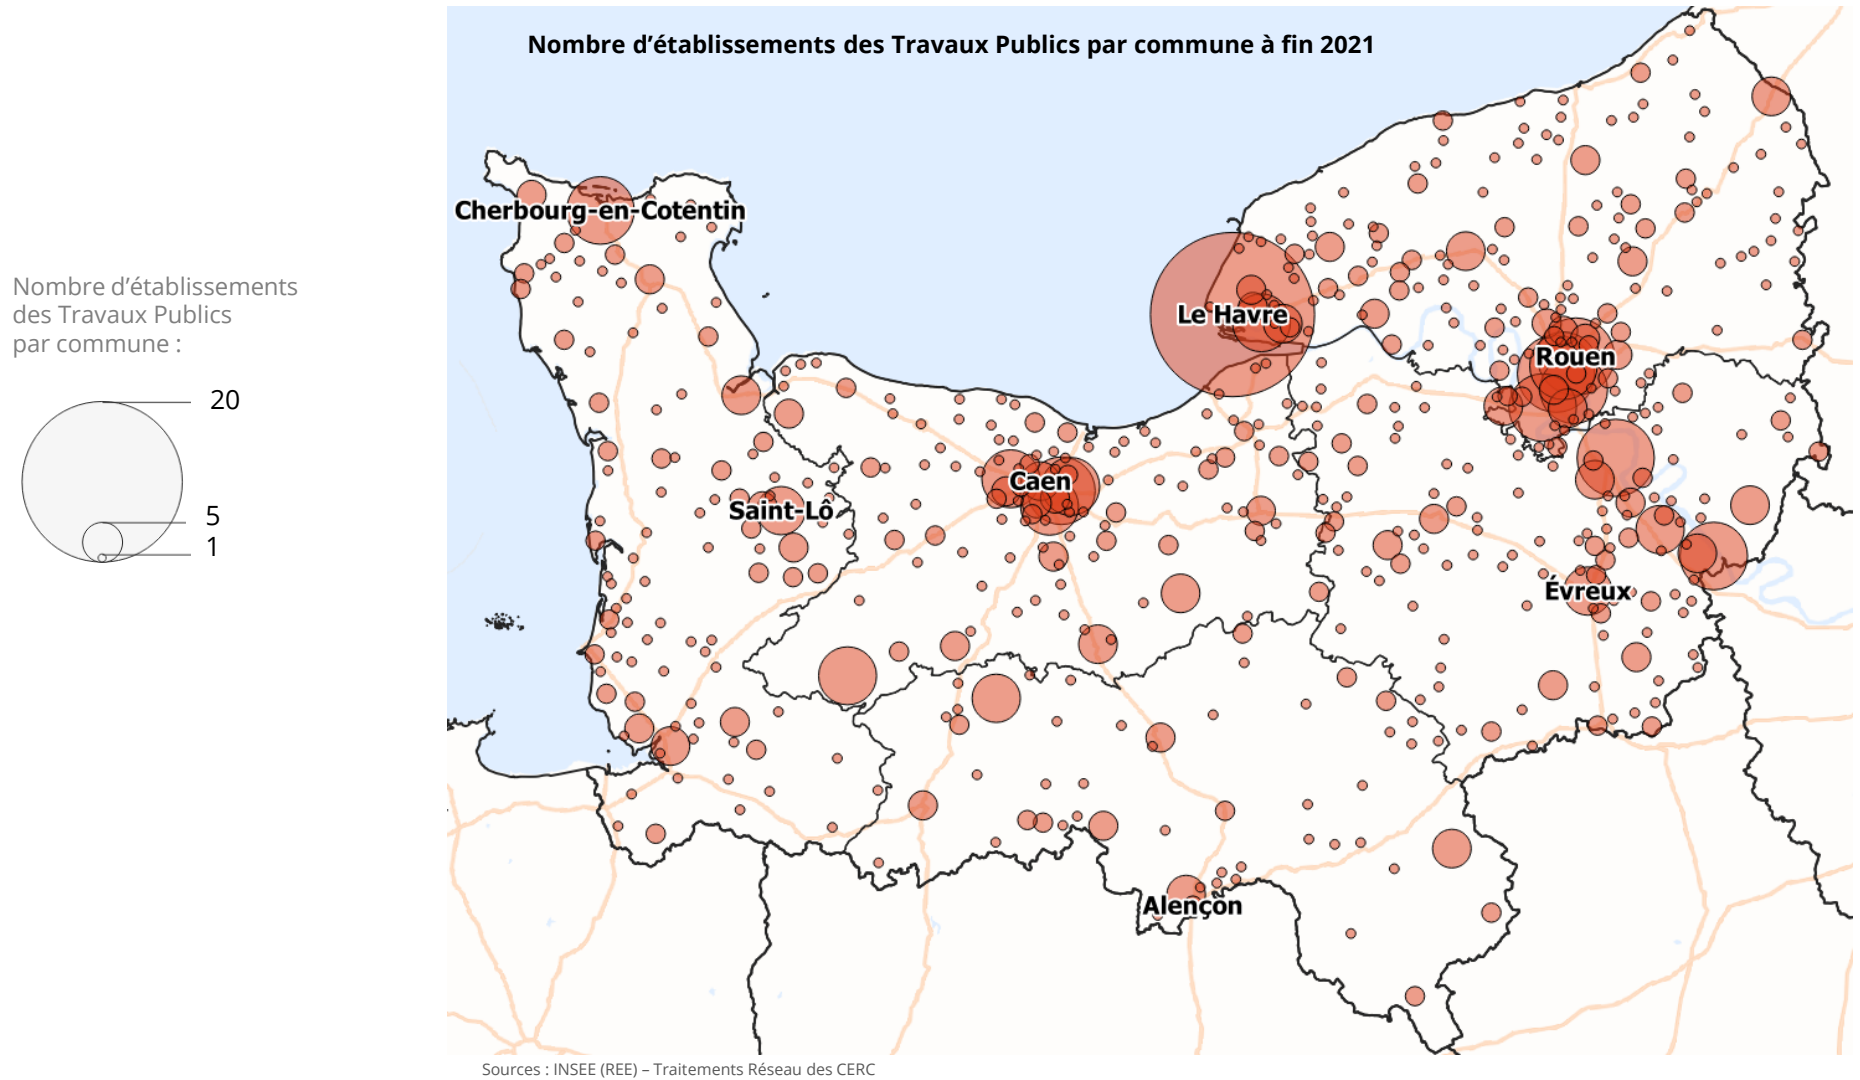 Nombre d’établissements des Travaux Publics par commune à fin 2021
Cherbourg-en-Cotentin
Nombre d’établissements
des Travaux Publics
par commune :
20
5
1
Le Havre
Rouen
Caen
Saint-Lô
Évreux
Alençon
Sources : INSEE (REE) – Traitements Réseau des CERC